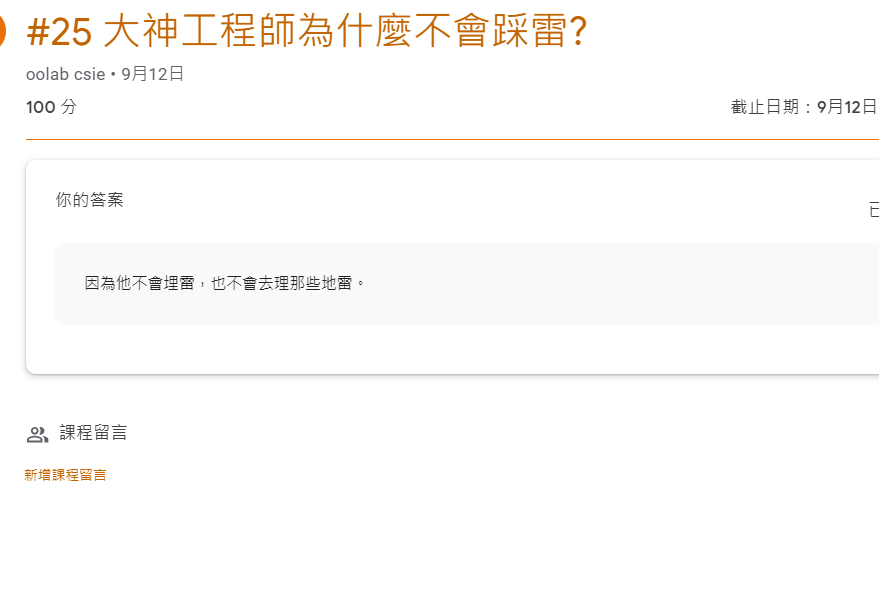 #25 大神工程師為什麼不會踩雷?
oolab csie • 9月12日
100 分
截止日期：9月12日
你的答案
因為他不會埋雷，也不會去理那些地雷。
課程留言
新增課程留言